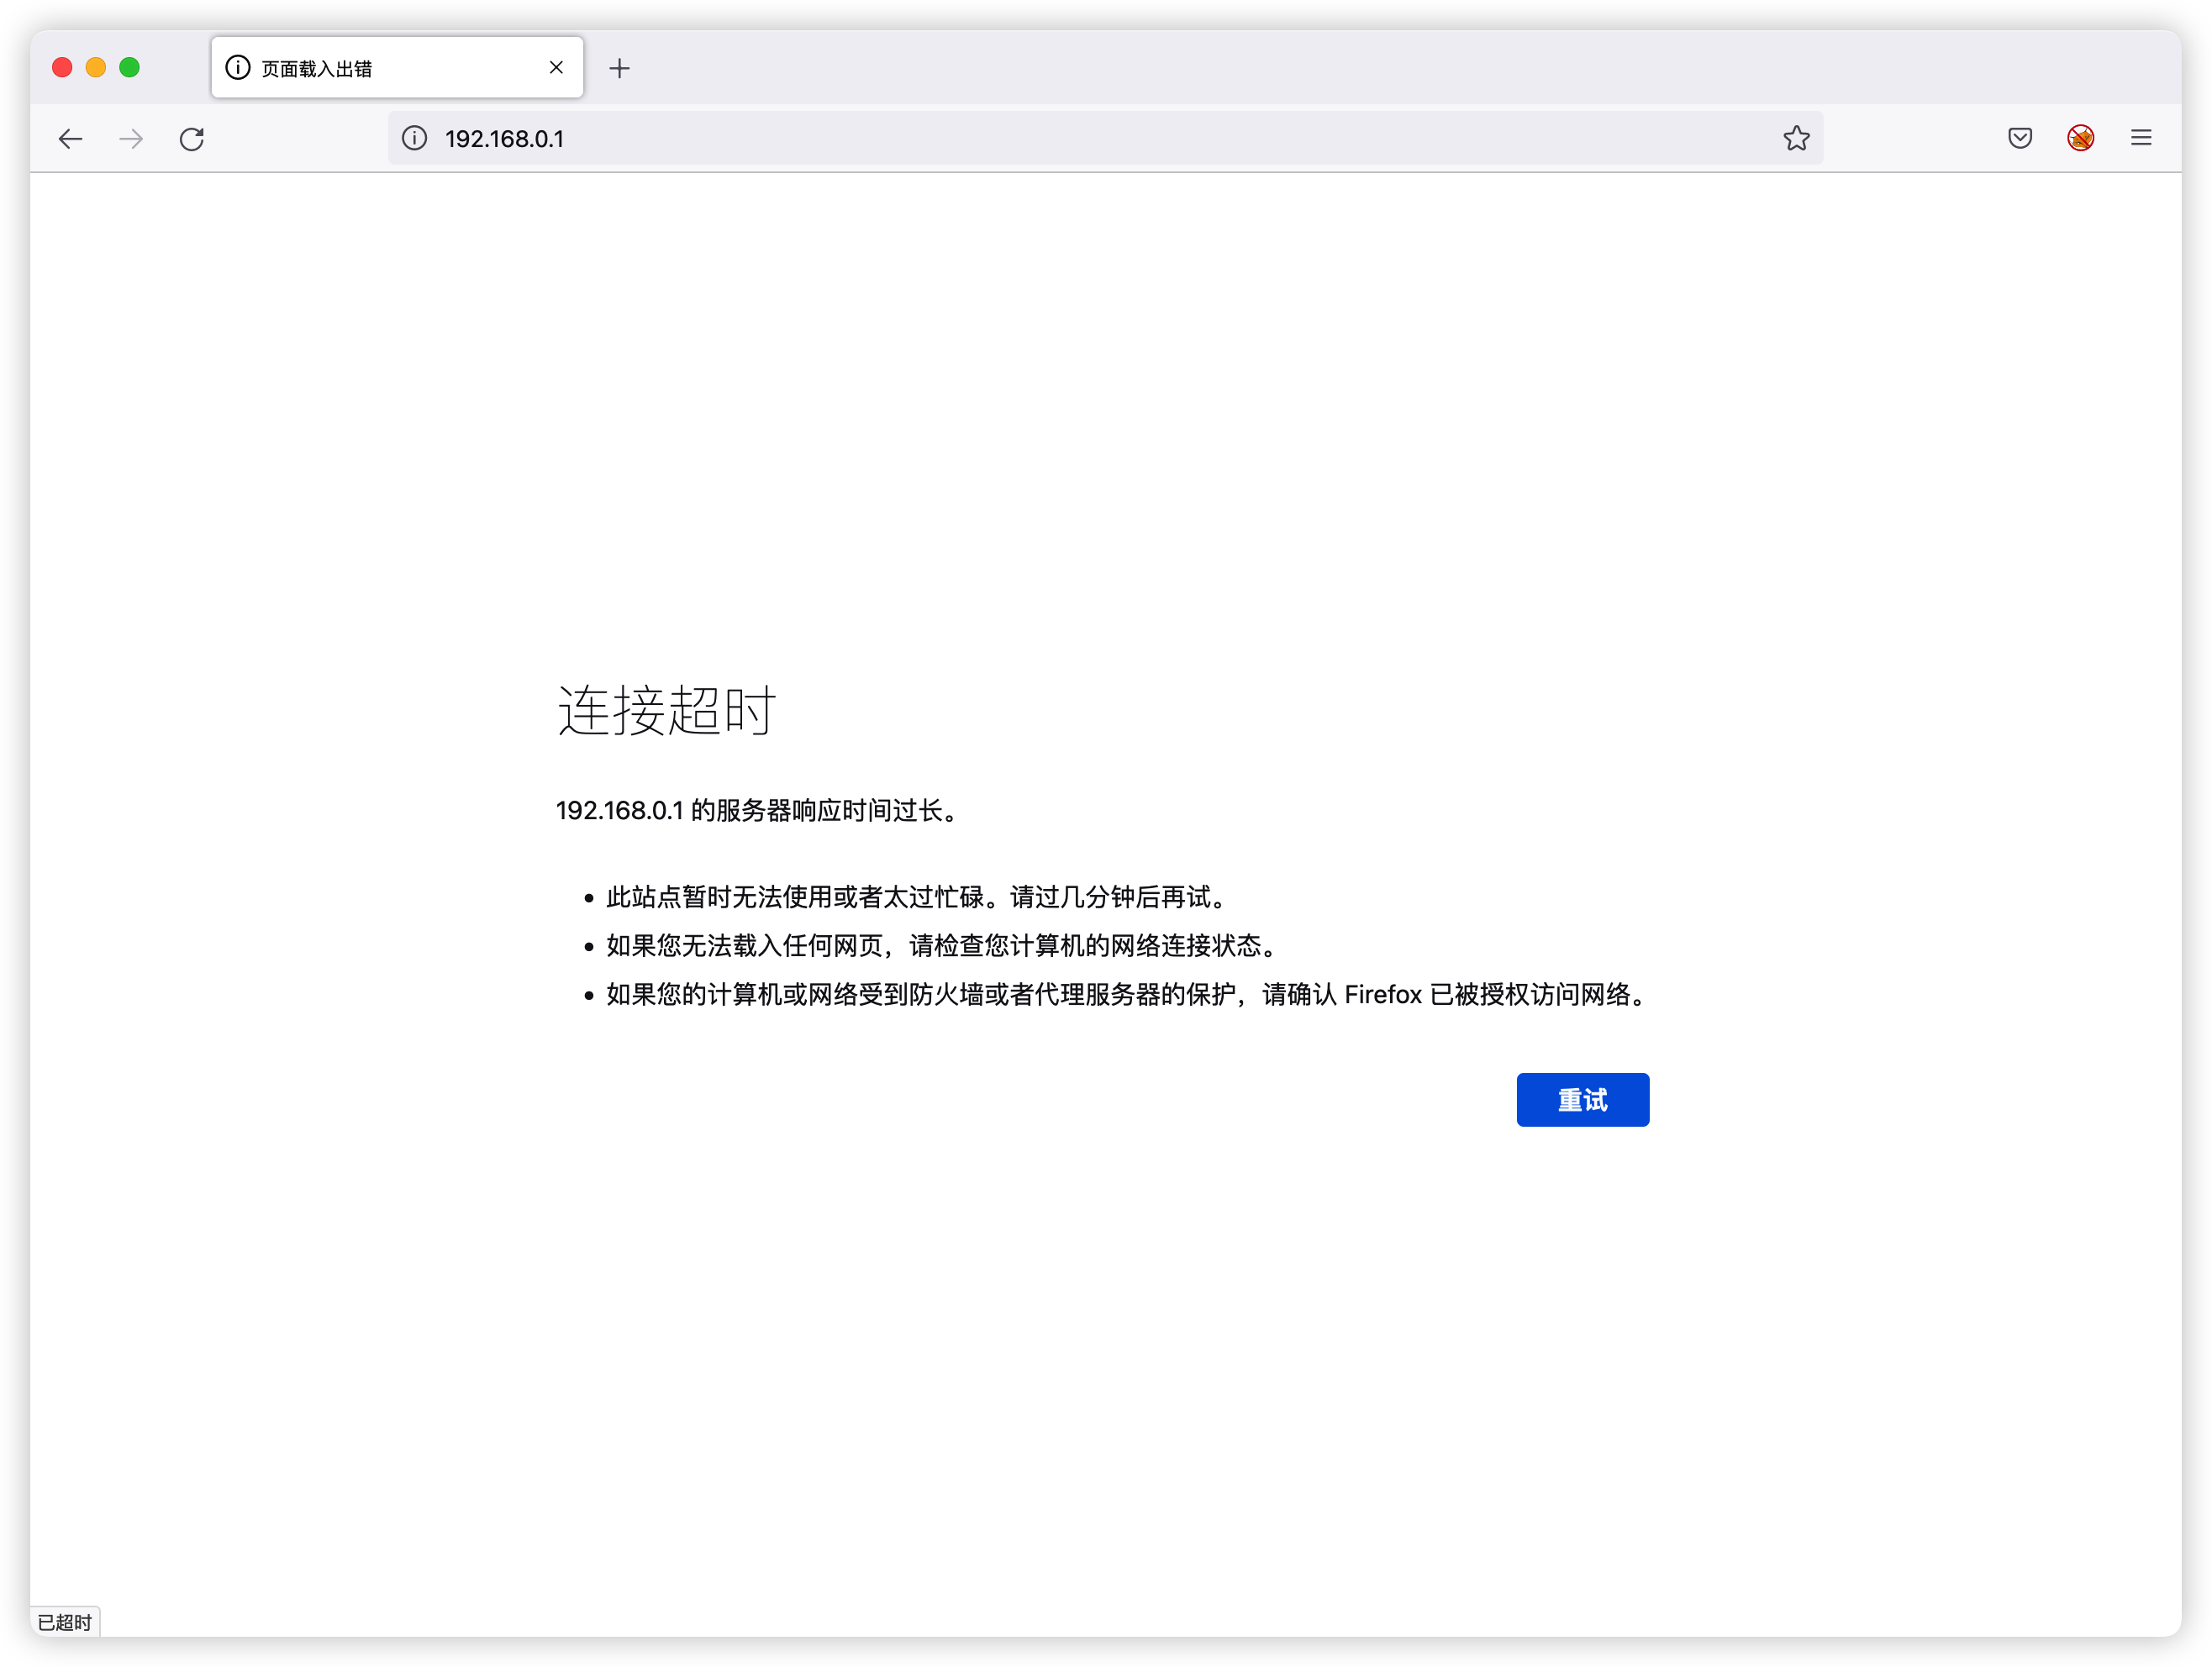 页面载入出错
192.168.0.1
连接超时
192.168.0.1 的服务器响应时间过长。
此站点暂时无法使用或者太过忙碌。请过几分钟后再试。
如果您无法载入任何网页，请检查您计算机的网络连接状态。
如果您的计算机或网络受到防火墙或者代理服务器的保护，请确认 Firefox 已被授权访问网络。
重试
已超时